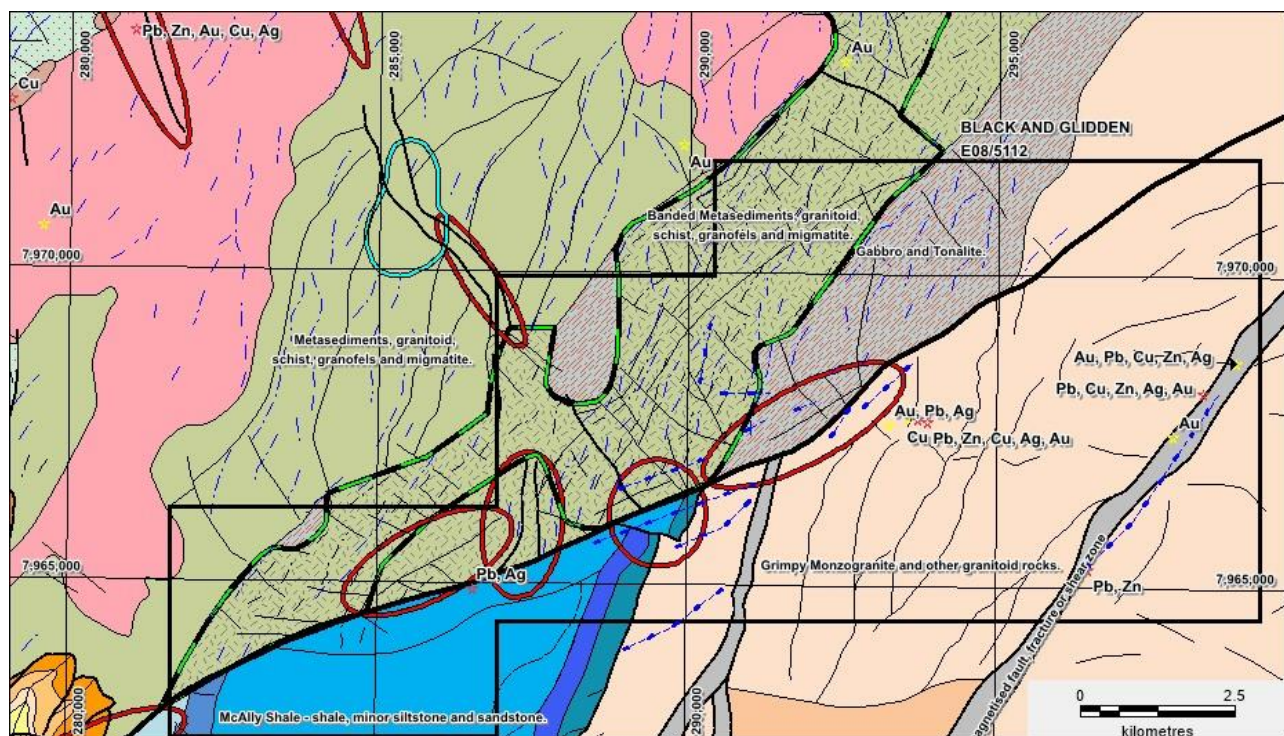 280,000
285,000
290,000
295,000
Pb, Zn, Au, Cu, Ag
Au
Cu
BLACK AND GLIDDEN
E08/5112
Au
Au
Banded Metasediments, granitoid,
schist, granofels and migmatite.
Gabbro and Tonalite.
7,970,000
7,970,000
Metasediments, granitoid,
schist, granofels and migmatite.
Au, Pb, Cu, Zn, Ag
Pb, Cu, Zn, Ag, Au
Au, Pb, Ag
Au
Cu
Pb, Zn, Cu, Ag, Au
7,965,000
Pb, Ag
Grimpy Monzogranite and other granitoid rocks.
7,965,000
Pb, Zn
agnetised fault, fracture or shear zone
McAlly Shale - shale, minor siltstone and sandstone.
280,000
290,000
0
2.5
kilometres